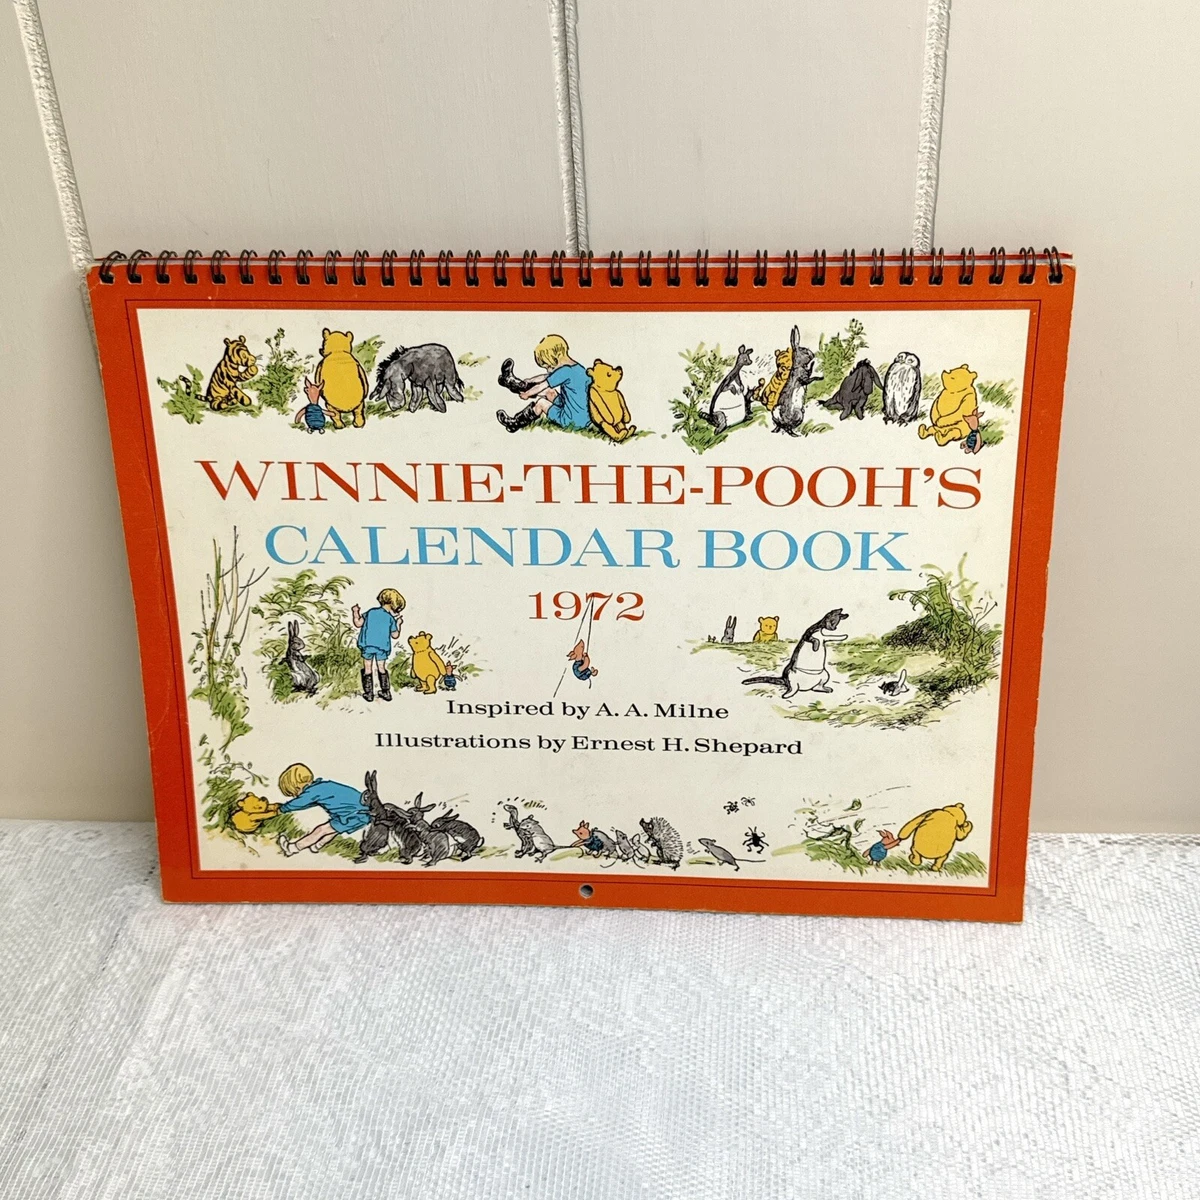 WINNIE-THE-POOH'S
CALENDAR BOOK
1972
Inspired by A. A. Milne
Illustrations by Ernest H. Shepard